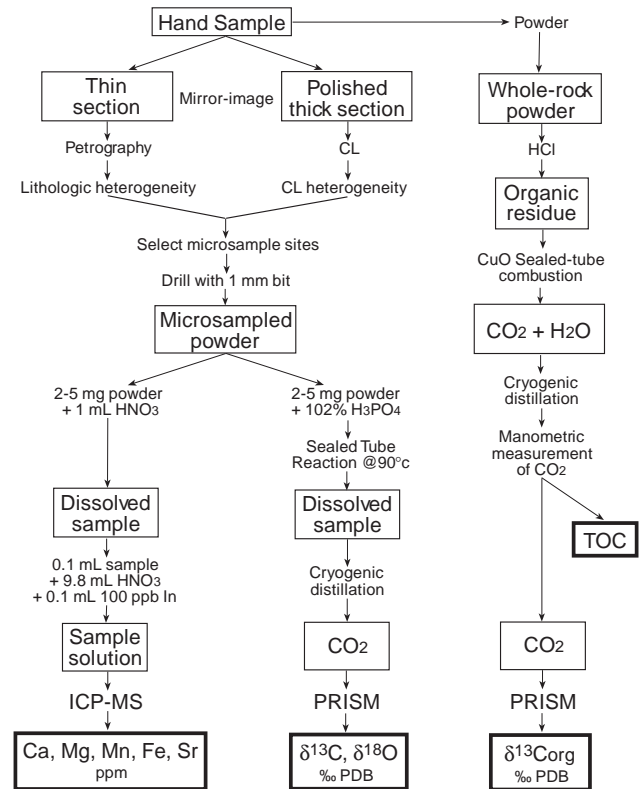 Hand Sample
Powder
Thin
section
Mirror-image
Polished
thick section
Whole-rock
powder
Petrography
CL
HCl
Lithologic heterogeneity
CL heterogeneity
Organic
residue
Select microsample sites
CuO Sealed-tube
combustion
Drill with 1 mm bit
Microsampled
powder
CO2 + H2O
2-5 mg powder
+ 1 mL HNO3
2-5 mg powder
+ 102% H3PO4
Cryogenic
distillation
Sealed Tube
Reaction @90°c
Manometric
measurement
of CO2
Dissolved
sample
Dissolved
sample
TOC
0.1 mL sample
+ 9.8 mL HNO3
+ 0.1 mL 100 ppb In
Cryogenic
distillation
Sample
solution
CO2
CO2
ICP-MS
PRISM
PRISM
Ca, Mg, Mn, Fe, Sr
ppm
δ13C, δ18O
‰ PDB
δ13Corg
‰ PDB